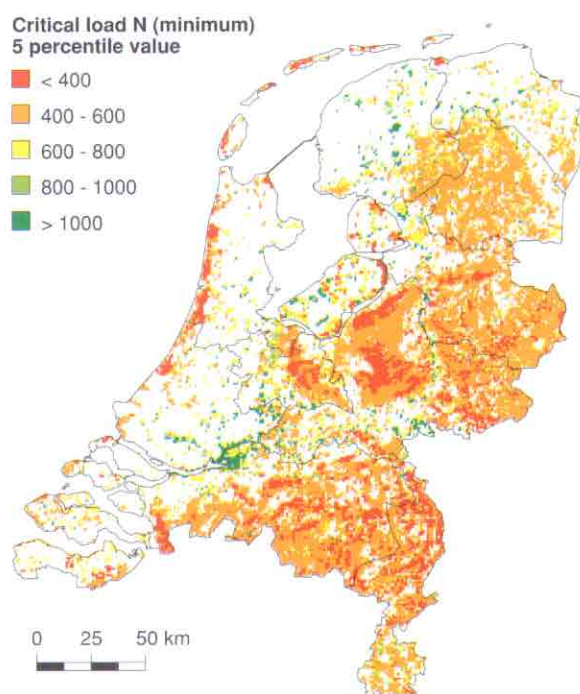 Critical load N (minimum)
5 percentile value
< 400
400 - 600
600 - 800
800 - 1000
> 1000
0 25 50 km